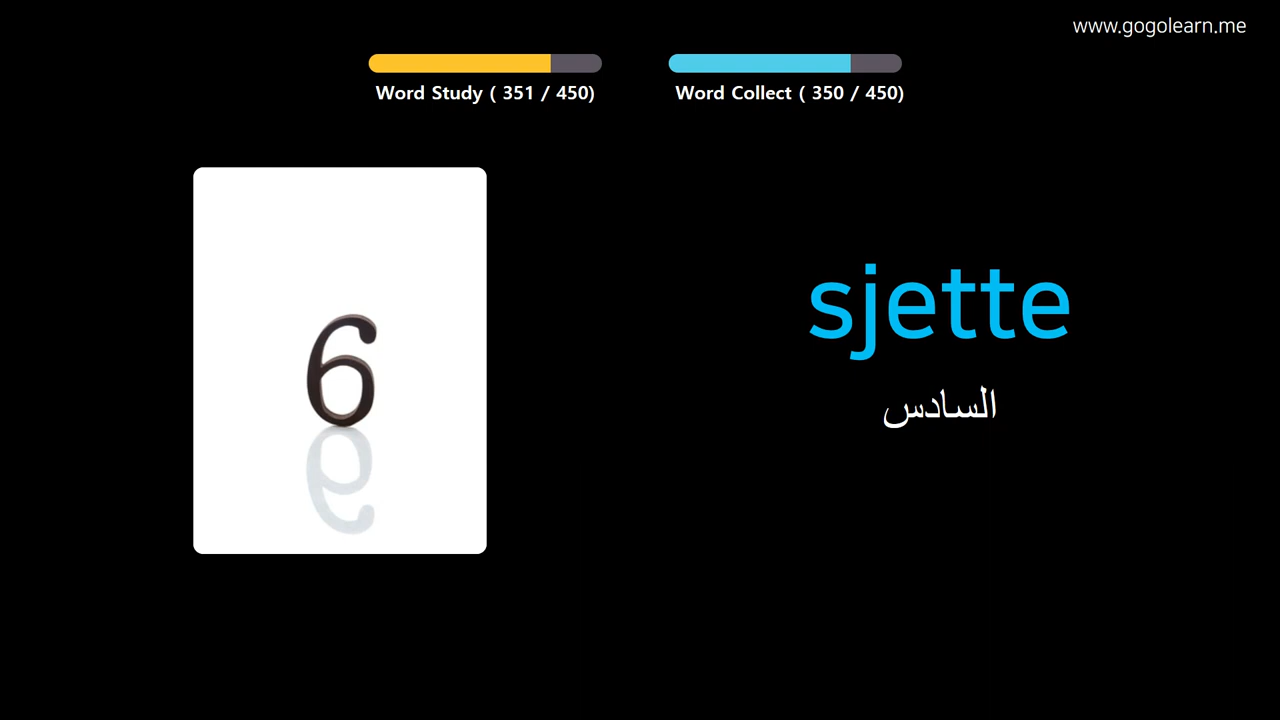 www.gogolearn.me
Word Study ( 351 / 450)
Word Collect ( 350 / 450)
6
sjette
السادس